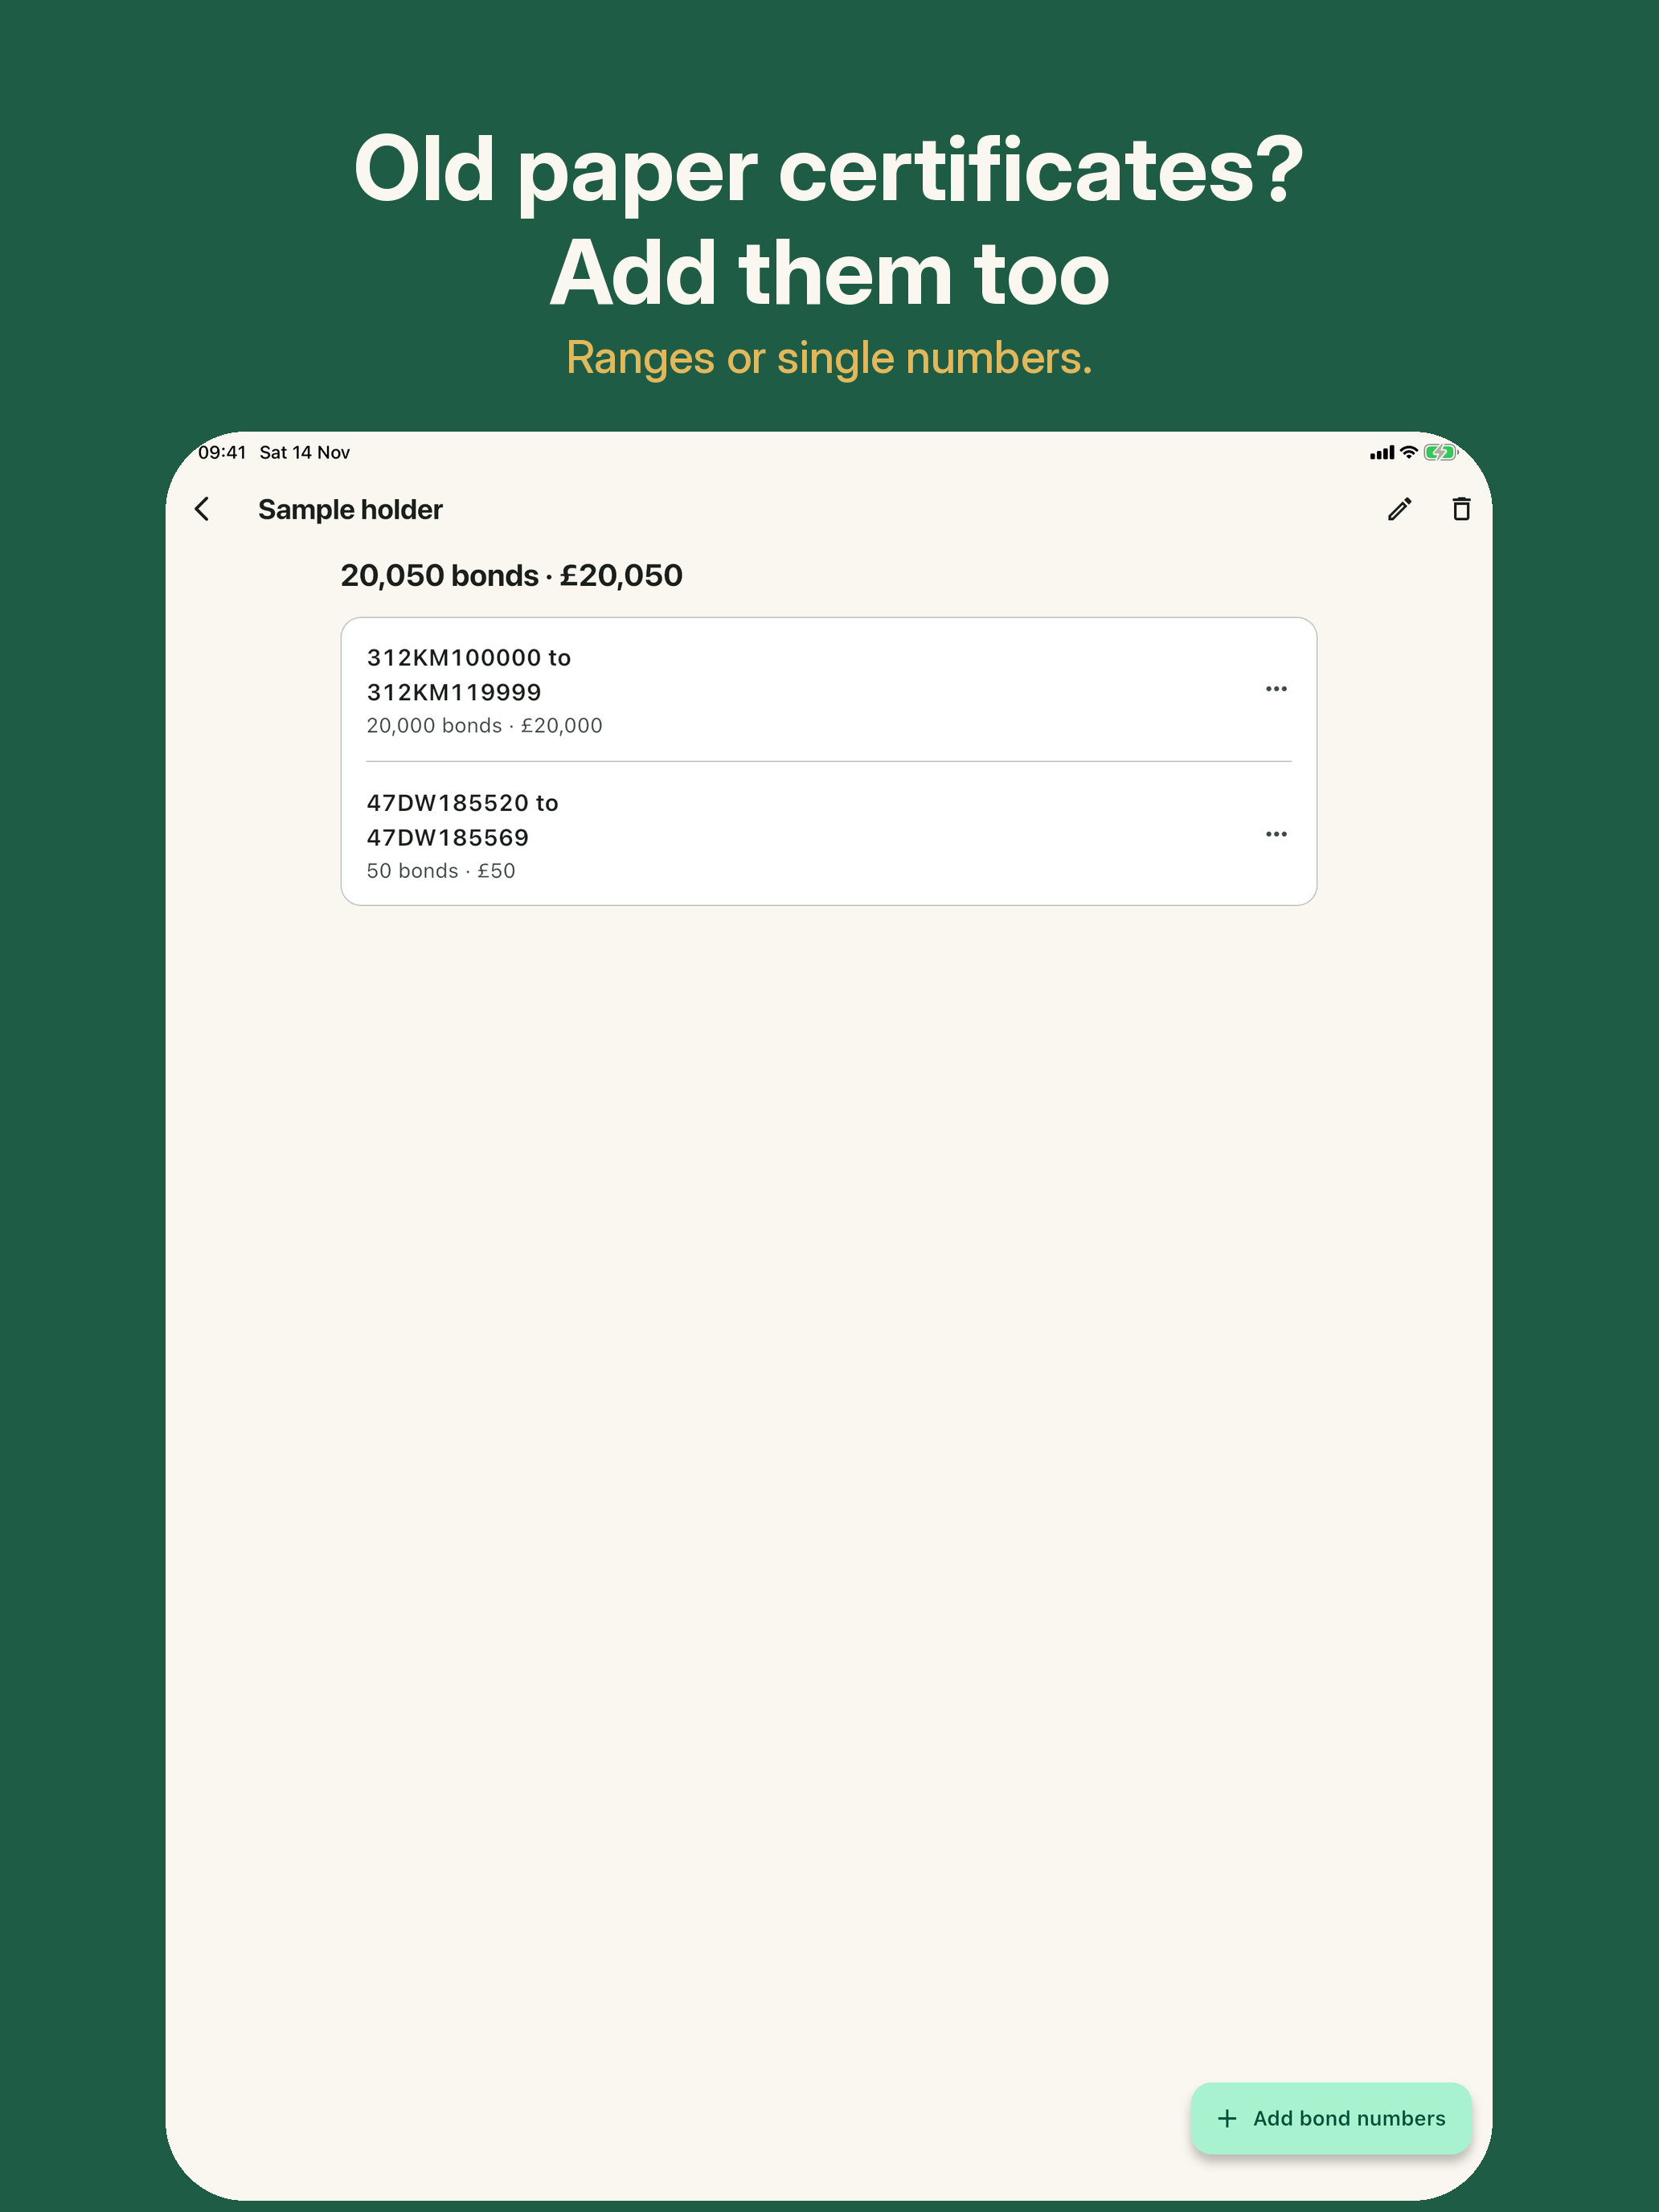 Old paper certificates?
Add them too
Ranges or single numbers.
09:41 Sat 14 Nov
Sample holder
20,050 bonds · £20,050
312KM100000 to
312KM119999
20,000 bonds · £20,000
47DW185520 to
47DW185569
50 bonds · £50
+ Add bond numbers